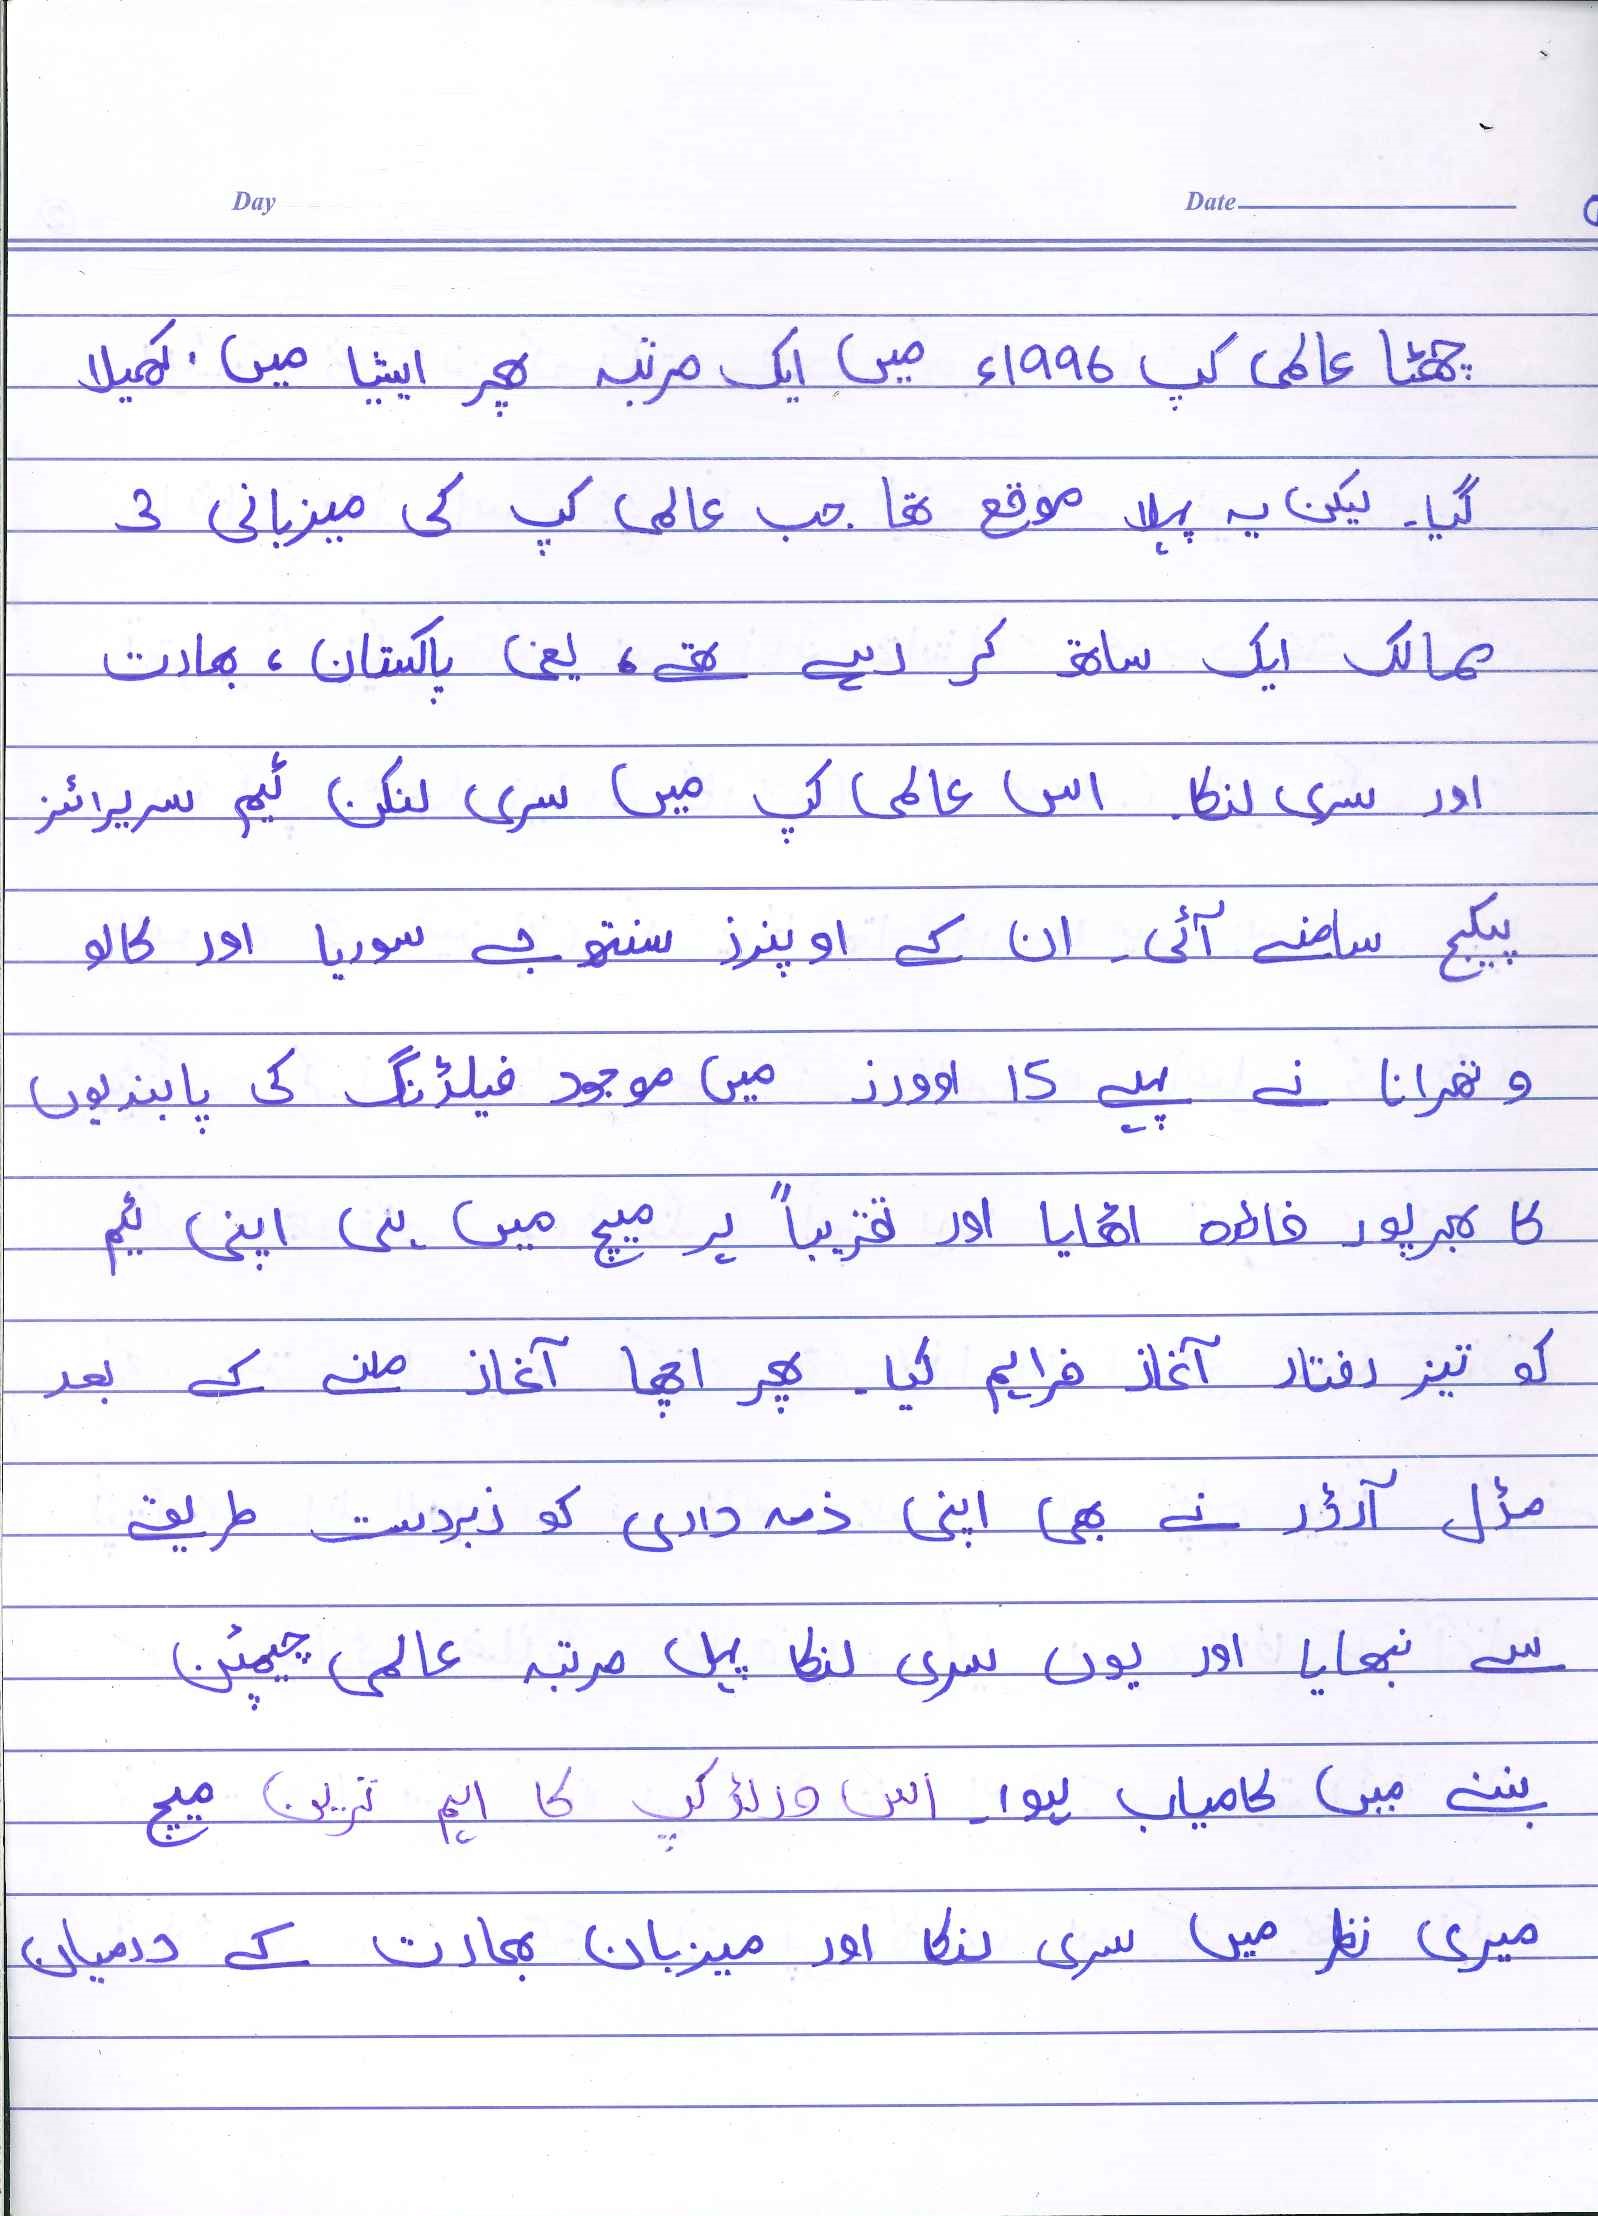 Day Date
چھٹا عالمی کپ 1996ء میں ایک مرتبہ پھر ایشیا میں کھیلا
گیا۔ لیکن یہ پہلا موقع تھا جب عالمی کپ کی میزبانی 3
ممالک ایک ساتھ کر رہے تھے، یعنی پاکستان، بھارت
اور سری لنکا۔ اس عالمی کپ میں سری لنکن ٹیم سرپرائز
پیکیج سامنے آئی۔ ان کے اوپنرز سنتھ جے سوریا اور کالو
وتھرانا نے پہلے 15 اوورز میں موجود فیلڈنگ کی پابندیوں
کا بھرپور فائدہ اٹھایا اور تقریباً ہر میچ میں ہی اپنی ٹیم
کو تیز رفتار آغاز فراہم کیا۔ پھر اچھا آغاز ملنے کے بعد
مڈل آرڈر نے بھی اپنی ذمہ داری کو زبردست طریقے
سے نبھایا اور یوں سری لنکا پہلی مرتبہ عالمی چیمپئن
بننے میں کامیاب ہوا۔ اس ورلڈ کپ کا اہم ترین میچ
میری نظر میں سری لنکا اور میزبان بھارت کے درمیان